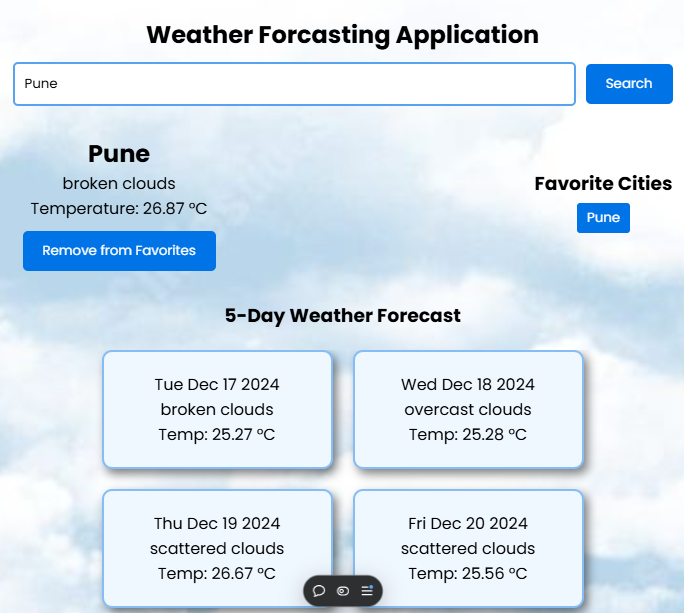 Weather Forcasting Application
Pune
Search
Pune
broken clouds
Temperature: 26.87 °C
Remove from Favorites
Favorite Cities
Pune
5-Day Weather Forecast
Tue Dec 17 2024
broken clouds
Temp: 25.27 °C
Wed Dec 18 2024
overcast clouds
Temp: 25.28 °C
Thu Dec 19 2024
scattered clouds
Temp: 26.67 °C
Fri Dec 20 2024
scattered clouds
Temp: 25.56 °C